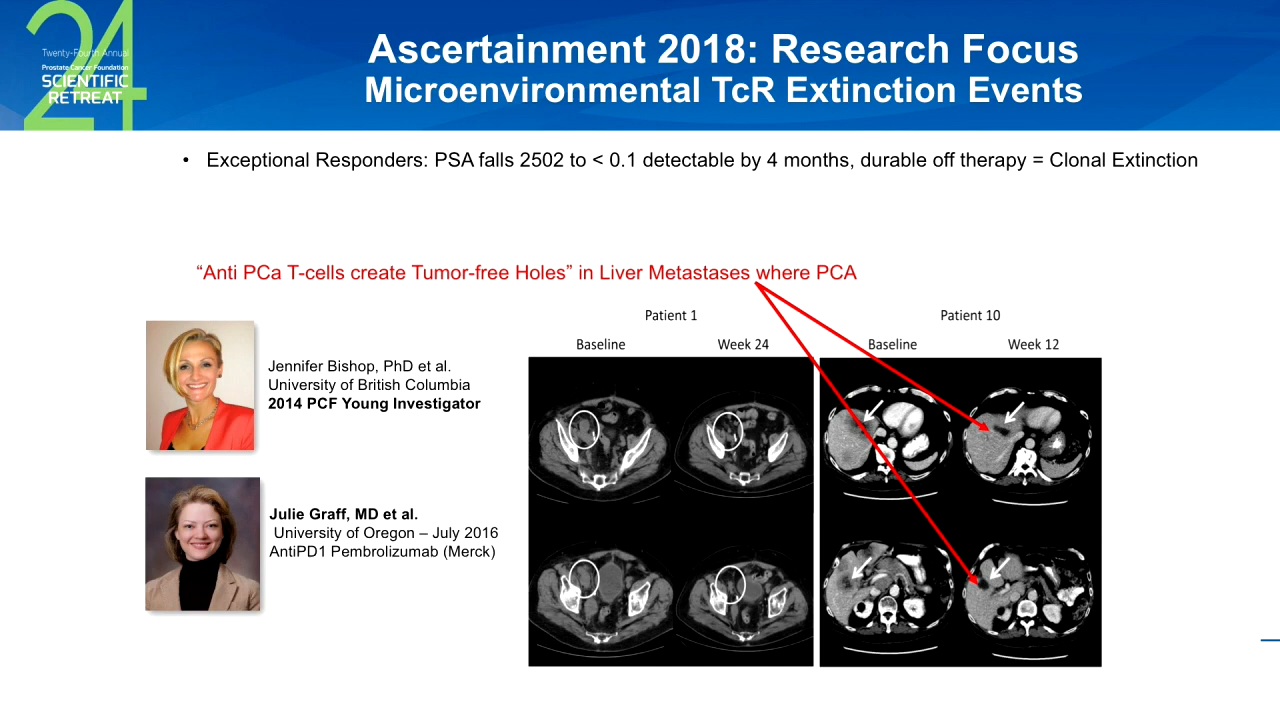 24
Twenty-Fourth Annual
Prostate Cancer Foundation
SCIENTIFIC
RETREAT
Ascertainment 2018: Research Focus
Microenvironmental TcR Extinction Events
• Exceptional Responders: PSA falls 2502 to < 0.1 detectable by 4 months, durable off therapy = Clonal Extinction
“Anti PCa T-cells create Tumor-free Holes” in Liver Metastases where PCA
Jennifer Bishop, PhD et al.
University of British Columbia
2014 PCF Young Investigator
Julie Graff, MD et al.
University of Oregon – July 2016
AntiPD1 Pembrolizumab (Merck)
Patient 1
Baseline Week 24
Patient 10
Baseline Week 12